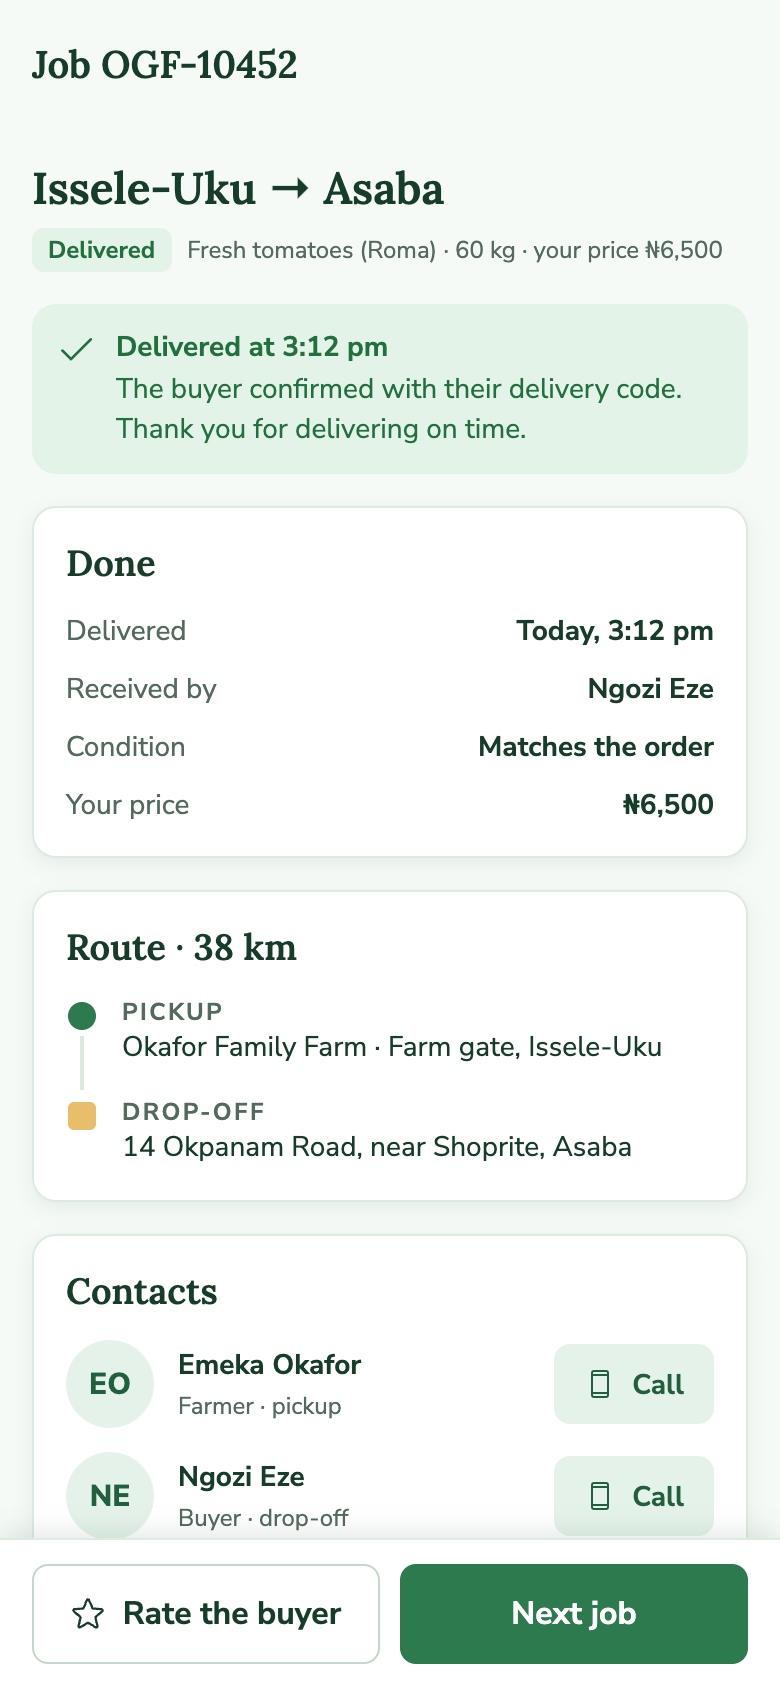 Job OGF-10452
Issele-Uku → Asaba
Delivered Fresh tomatoes (Roma) · 60 kg · your price ₦6,500
Delivered at 3:12 pm
The buyer confirmed with their delivery code.
Thank you for delivering on time.
Done
Delivered Today, 3:12 pm
Received by Ngozi Eze
Condition Matches the order
Your price ₦6,500
Route · 38 km
PICKUP
Okafor Family Farm · Farm gate, Issele-Uku
DROP-OFF
14 Okpanam Road, near Shoprite, Asaba
Contacts
EO Emeka Okafor Call
Farmer · pickup
NE Ngozi Eze Call
Buyer · drop-off
Rate the buyer Next job